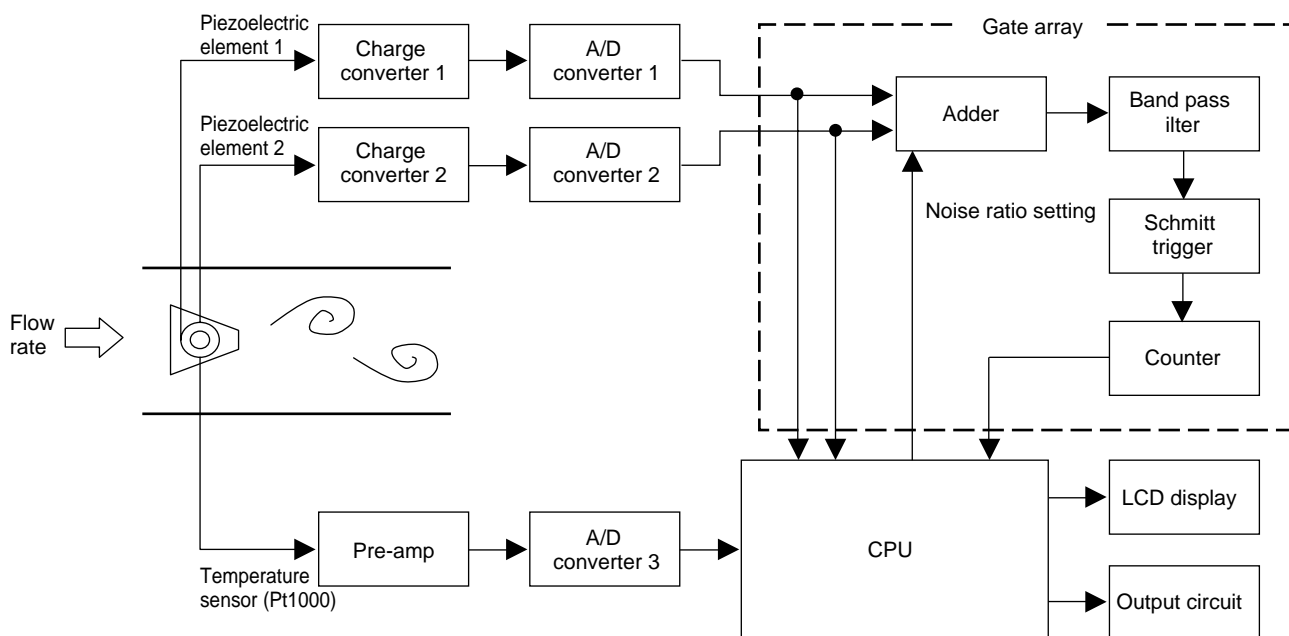 Piezoelectric
element 1
Charge
converter 1
A/D
converter 1
Gate array
Adder
Band pass
ilter
Piezoelectric
element 2
Charge
converter 2
A/D
converter 2
Noise ratio setting
Schmitt
trigger
Flow
rate
Counter
LCD display
Pre-amp
A/D
converter 3
CPU
Temperature
sensor (Pt1000)
Output circuit